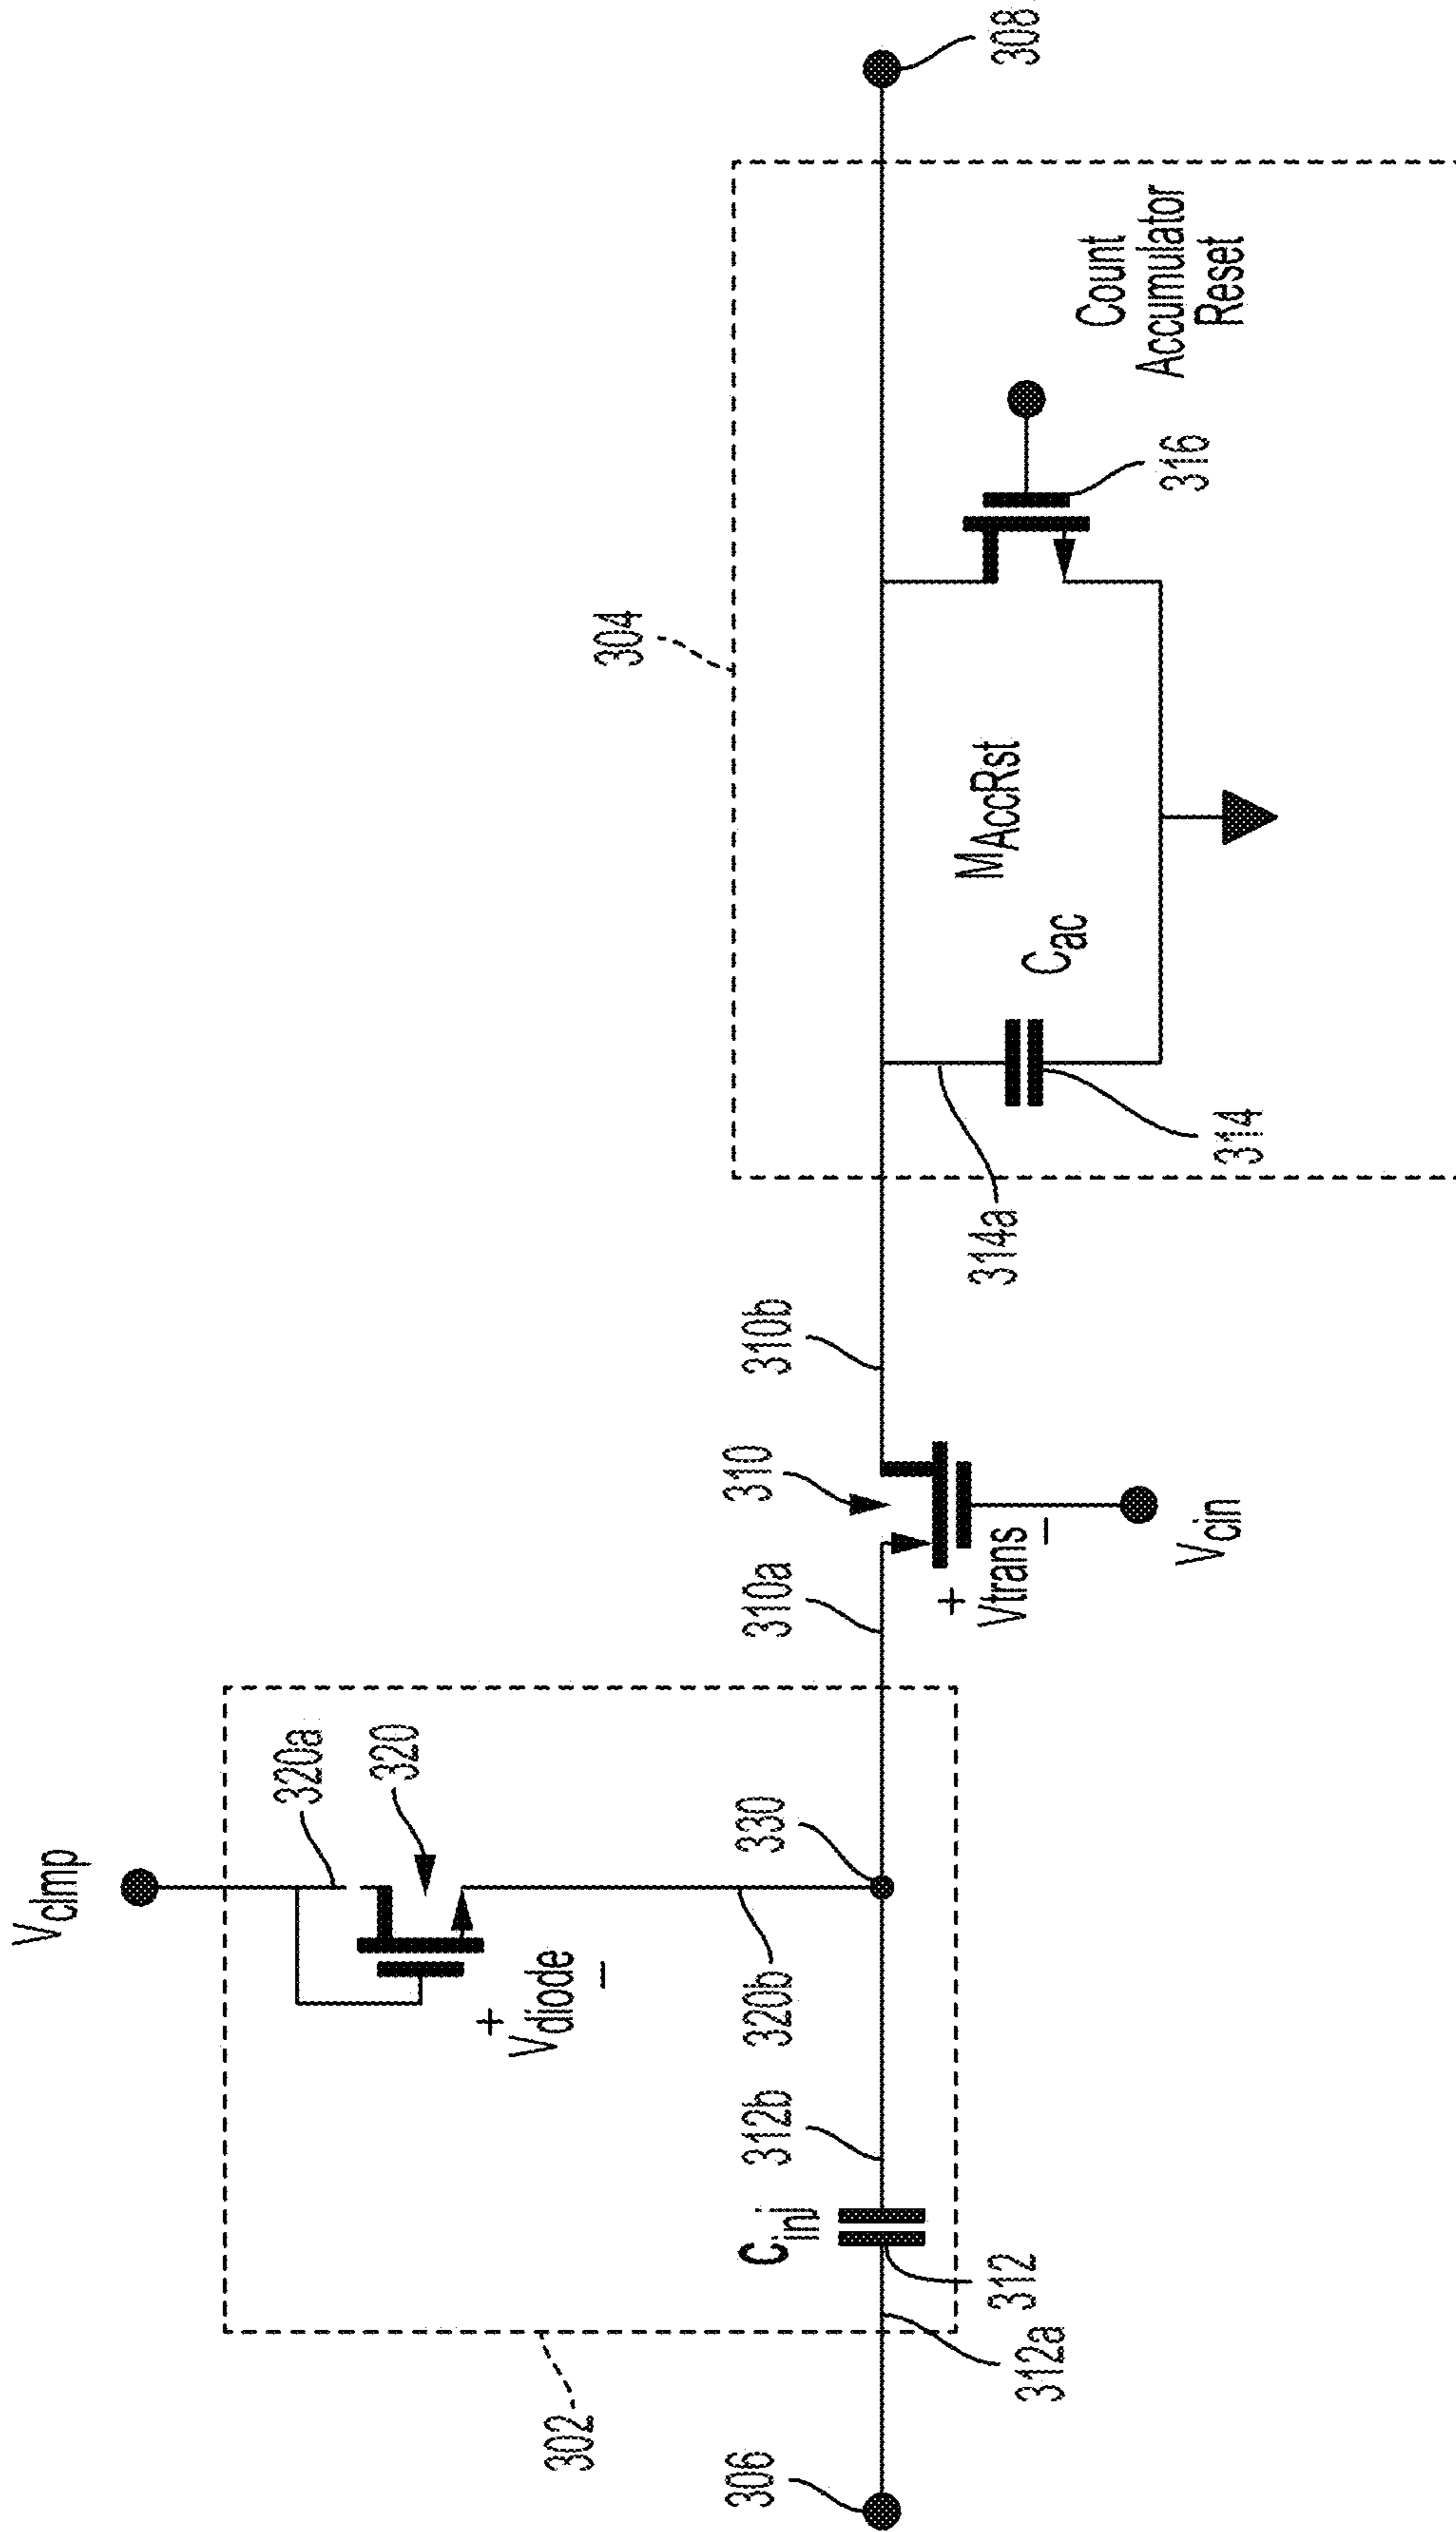 Vclmp
320a
320
+
Vdiode
–
302
306
312a
312
Cinj
312b
320b
330
310a
310
310b
+
Vtrans
–
Vcin
304
314a
314
Cac
MAccRst
316
Count
Accumulator
Reset
308